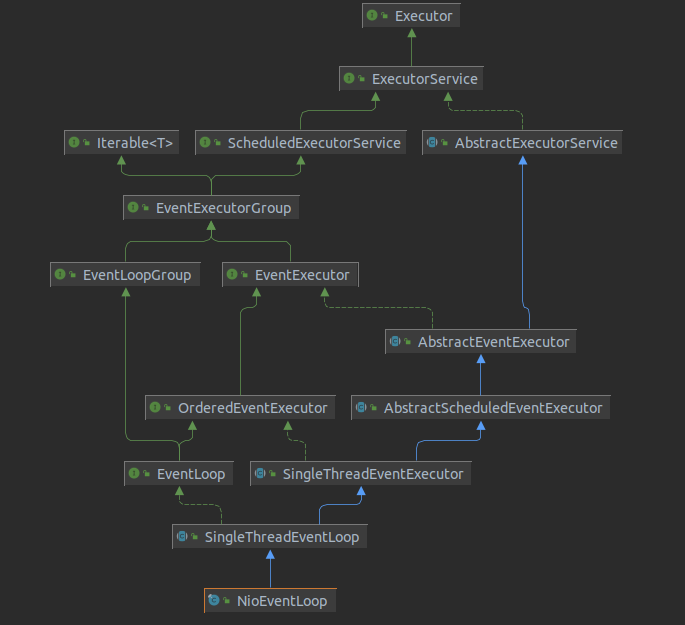 Executor
ExecutorService
Iterable<T>
ScheduledExecutorService
AbstractExecutorService
EventExecutorGroup
EventLoopGroup
EventExecutor
AbstractEventExecutor
OrderedEventExecutor
AbstractScheduledEventExecutor
EventLoop
SingleThreadEventExecutor
SingleThreadEventLoop
NioEventLoop